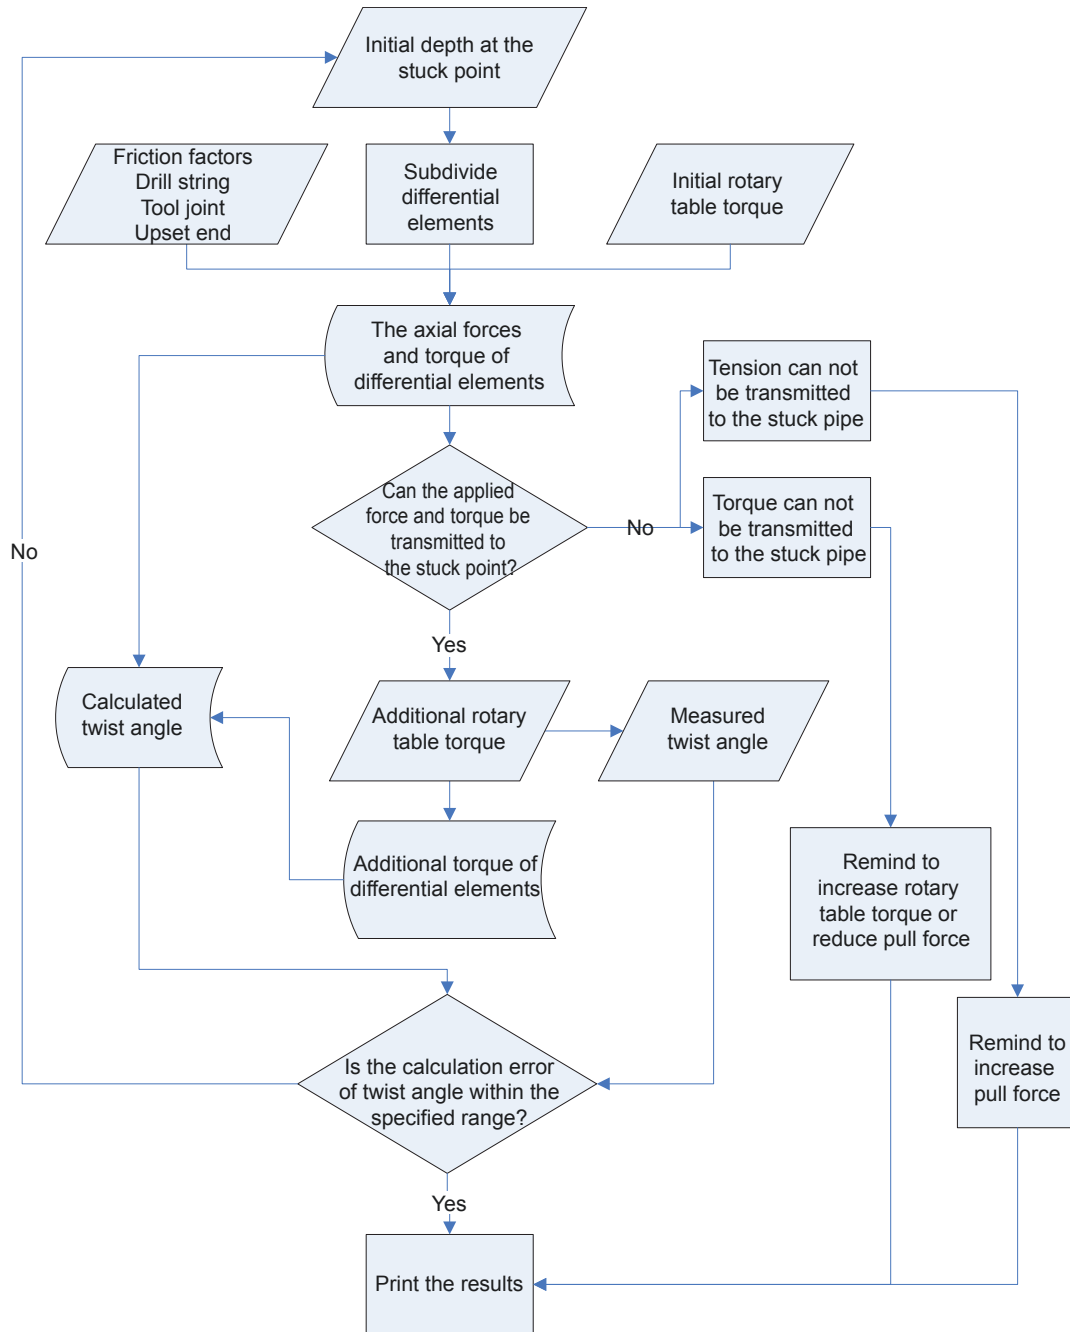 Initial depth at the
stuck point
Friction factors
Drill string
Tool joint
Upset end
Subdivide
differential
elements
Initial rotary
table torque
The axial forces
and torque of
differential elements
Tension can not
be transmitted
to the stuck pipe
Can the applied
force and torque be
transmitted to
the stuck point?
No
Torque can not
be transmitted
to the stuck pipe
No
Yes
Calculated
twist angle
Additional rotary
table torque
Measured
twist angle
Additional torque of
differential elements
Remind to
increase rotary
table torque or
reduce pull force
Is the calculation error
of twist angle within the
specified range?
Remind to
increase
pull force
Yes
Print the results